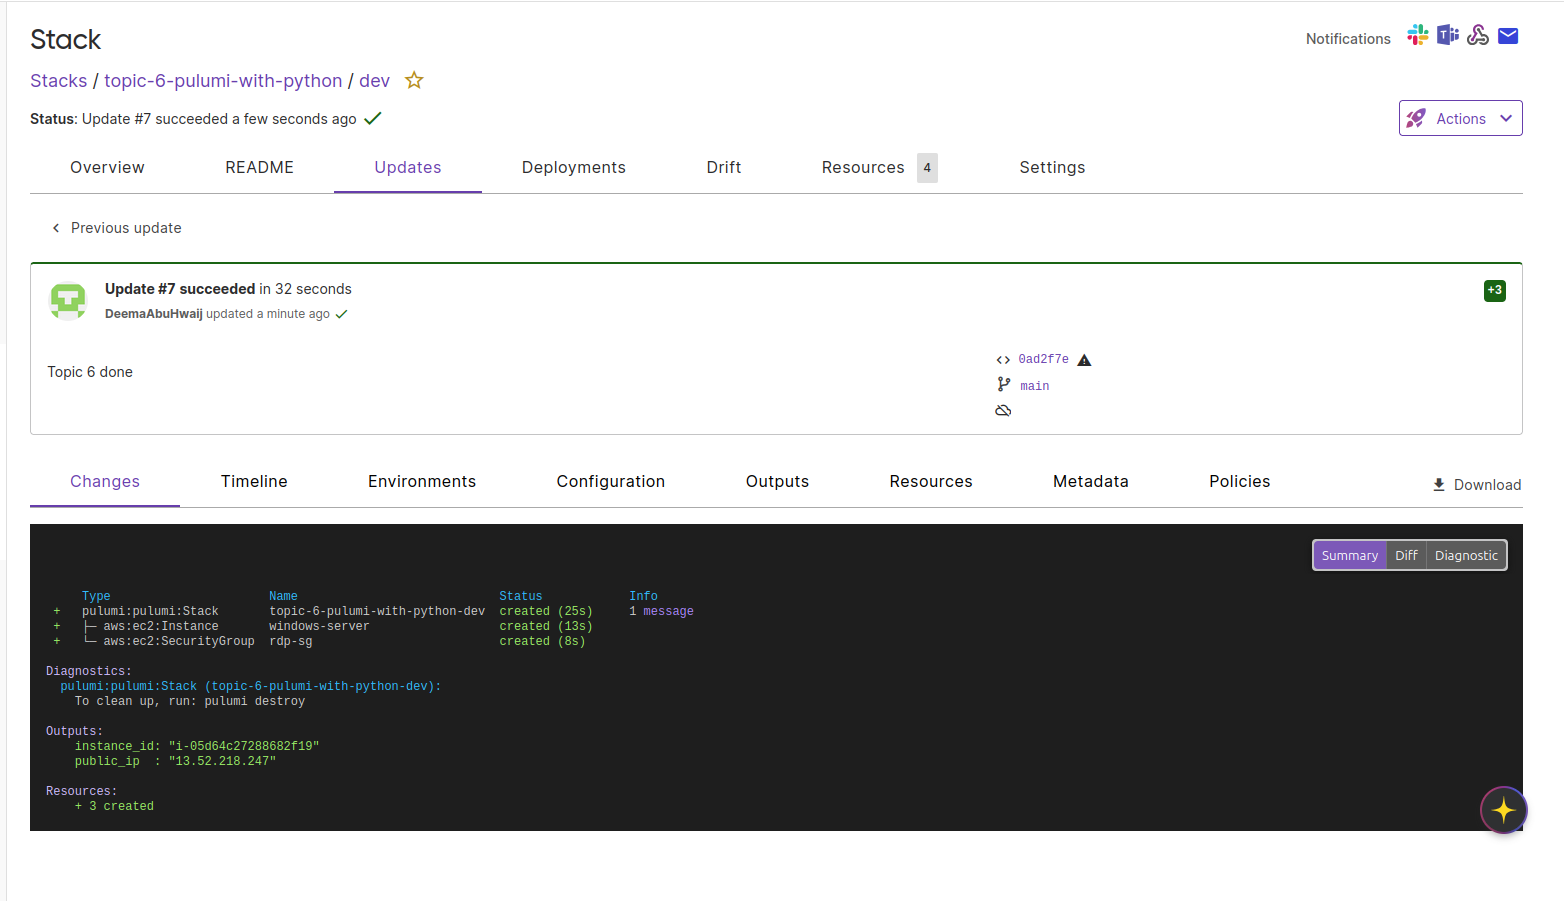 Stack
Notifications
Stacks / topic-6-pulumi-with-python / dev
Status: Update #7 succeeded a few seconds ago
Actions
Overview README Updates Deployments Drift Resources 4 Settings
Previous update
Update #7 succeeded in 32 seconds
+3
DeemaAbuHwaij updated a minute ago
0ad2f7e
Topic 6 done
main
Changes Timeline Environments Configuration Outputs Resources Metadata Policies Download
Summary Diff Diagnostic
Type Name Status Info
+ pulumi:pulumi:Stack topic-6-pulumi-with-python-dev created (25s) 1 message
+ ├─ aws:ec2:Instance windows-server created (13s)
+ └─ aws:ec2:SecurityGroup rdp-sg created (8s)
Diagnostics:
pulumi:pulumi:Stack (topic-6-pulumi-with-python-dev):
To clean up, run: pulumi destroy
Outputs:
instance_id: "i-05d64c27288682f19"
public_ip : "13.52.218.247"
Resources:
+ 3 created